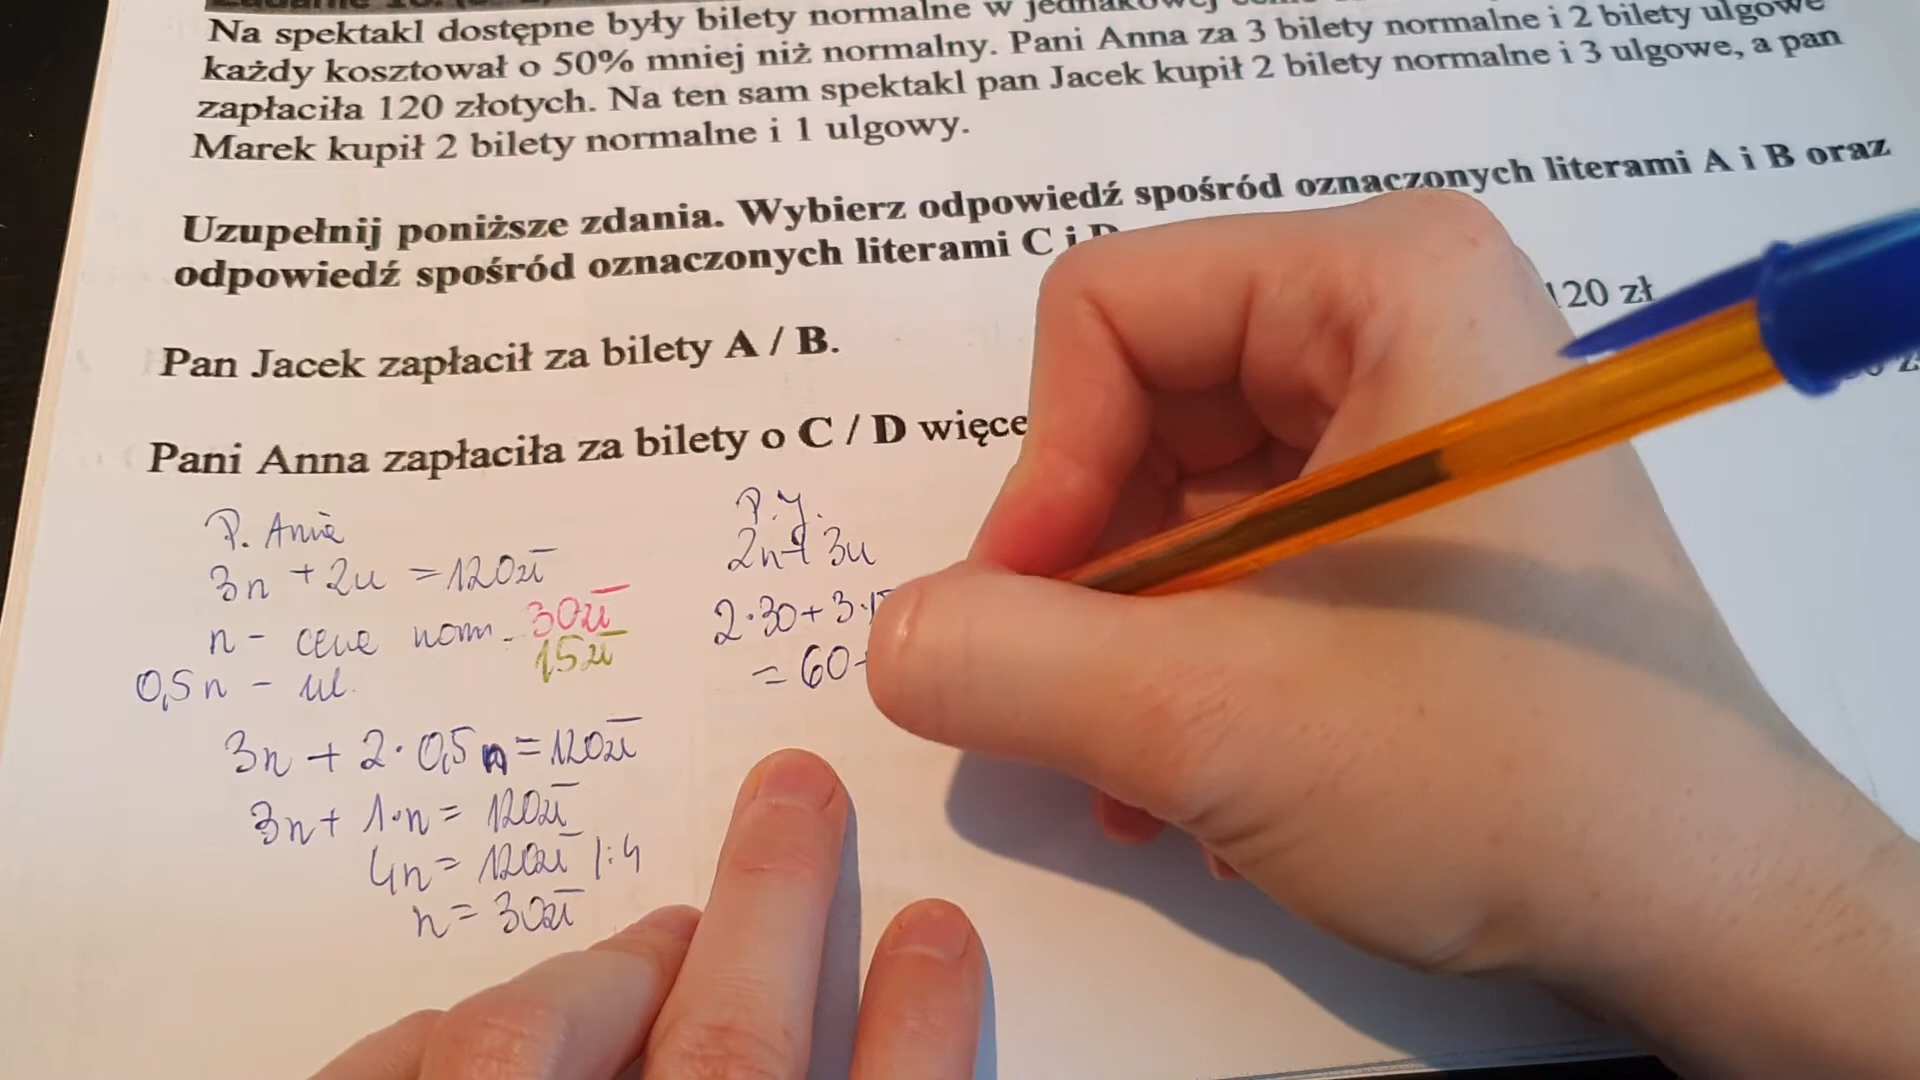 Na spektakl dostępne były bilety normalne w jednakowej
każdy kosztował o 50% mniej niż normalny. Pani Anna za 3 bilety normalne i 2 bilety ulgowe
zapłaciła 120 złotych. Na ten sam spektakl pan Jacek kupił 2 bilety normalne i 3 ulgowe, a pan
Marek kupił 2 bilety normalne i 1 ulgowy.
Uzupełnij poniższe zdania. Wybierz odpowiedź spośród oznaczonych literami A i B oraz
odpowiedź spośród oznaczonych literami C i D
120 zł
Pan Jacek zapłacił za bilety A / B.
Pani Anna zapłaciła za bilety o C / D więce
P. Ania
3n + 2u = 120zł
n - cena norm. 30zł
15zł
0,5n - ul.
3n + 2·0,5n = 120zł
3n + 1·n = 120zł
4n = 120zł /:4
n = 30zł
P. J.
2n + 3u
2·30 + 3·15
= 60+